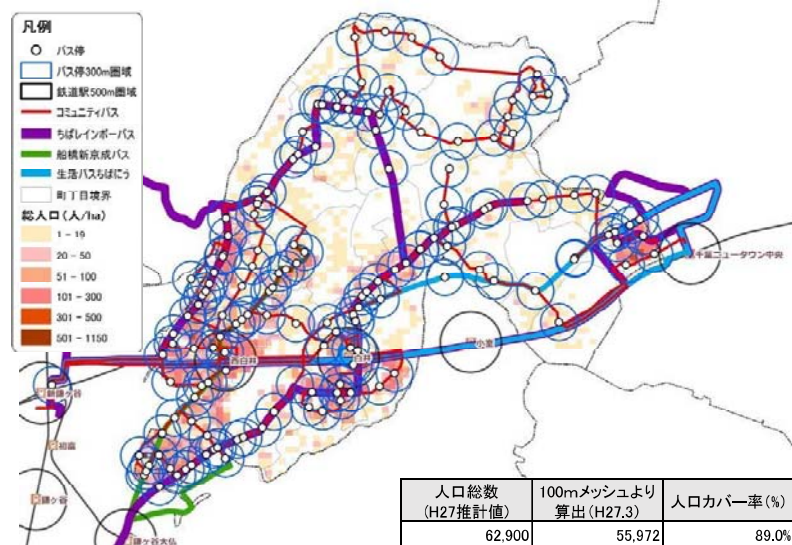 凡例
バス停
バス停300m圏域
鉄道駅500m圏域
コミュニティバス
ちばレインボーバス
船橋新京成バス
生活バスちばにう
町丁目境界
総人口(人/ha)
1 - 19
20 - 50
51 - 100
101 - 300
301 - 500
501 - 1150
千葉ニュータウン中央
小室
白井
西白井
新鎌ヶ谷
初富
鎌ヶ谷
鎌ヶ谷大仏
人口総数
(H27推計値)
100mメッシュより
算出(H27.3)
人口カバー率(%)
62,900
55,972
89.0%